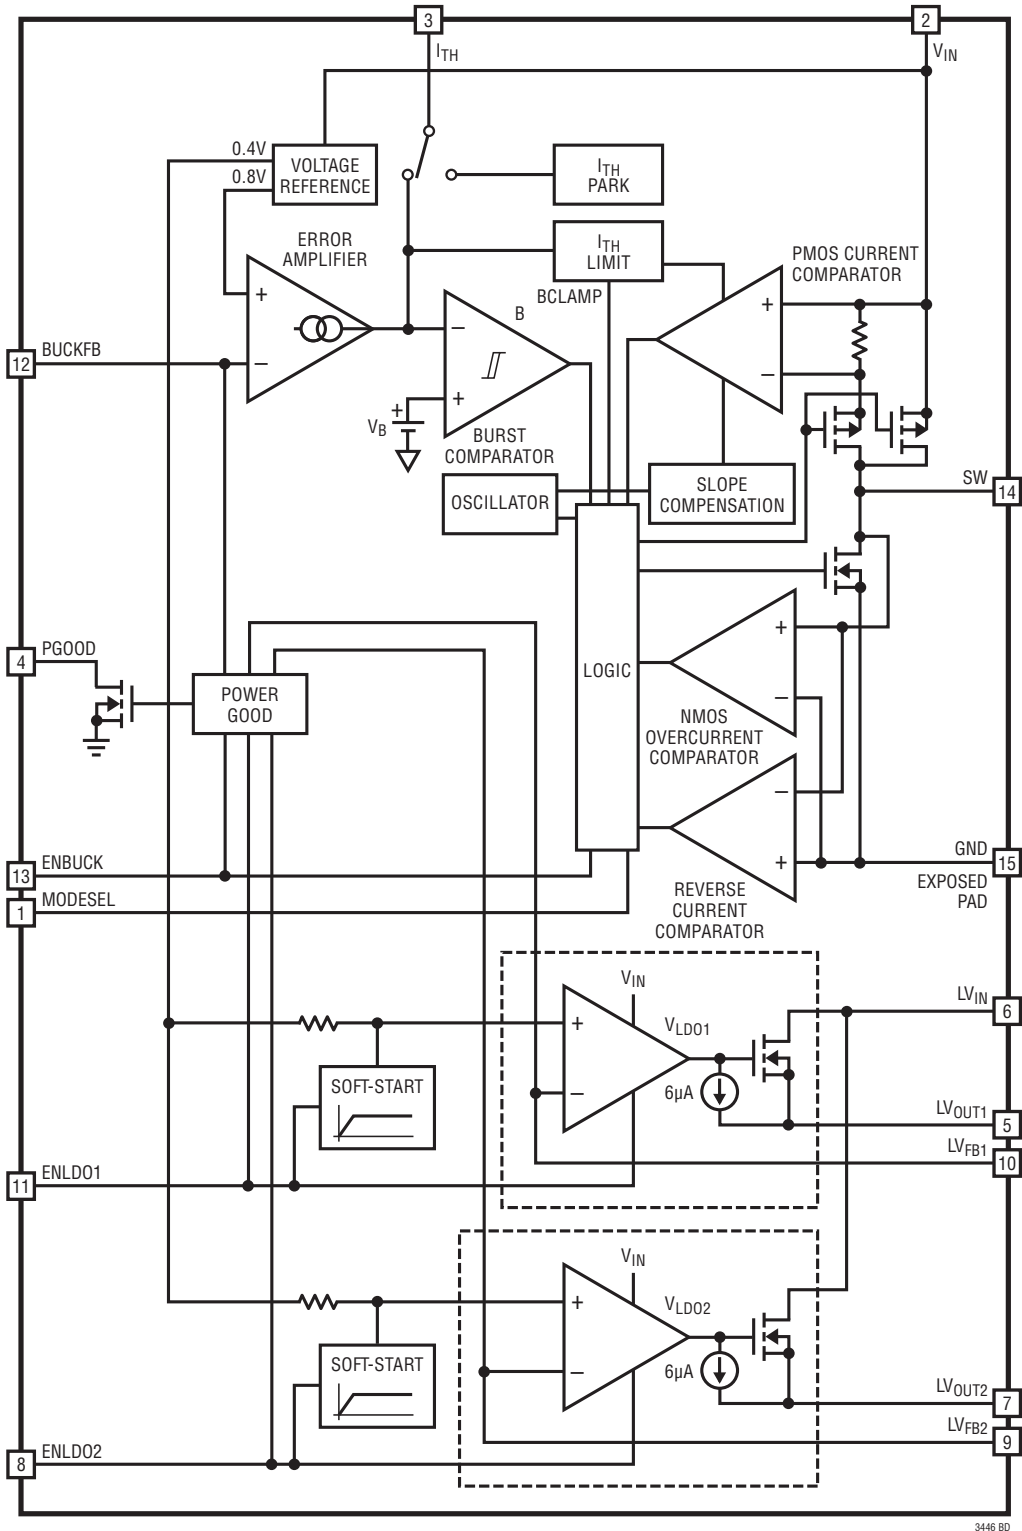 3
2
ITH
VIN
0.4V
0.8V
VOLTAGE
REFERENCE
ITH
PARK
ERROR
AMPLIFIER
ITH
LIMIT
PMOS CURRENT
COMPARATOR
BCLAMP
B
+
+
−
−
12
BUCKFB
−
+
+
VB
BURST
COMPARATOR
OSCILLATOR
SLOPE
COMPENSATION
SW
14
4
PGOOD
POWER
GOOD
LOGIC
+
−
NMOS
OVERCURRENT
COMPARATOR
−
+
13
ENBUCK
GND
15
EXPOSED
PAD
1
MODESEL
REVERSE
CURRENT
COMPARATOR
VIN
LVIN
6
+
VLDO1
SOFT-START
−
6µA
LVOUT1
5
LVFB1
10
11
ENLDO1
VIN
+
VLDO2
SOFT-START
−
6µA
LVOUT2
7
LVFB2
9
8
ENLDO2
3446 BD